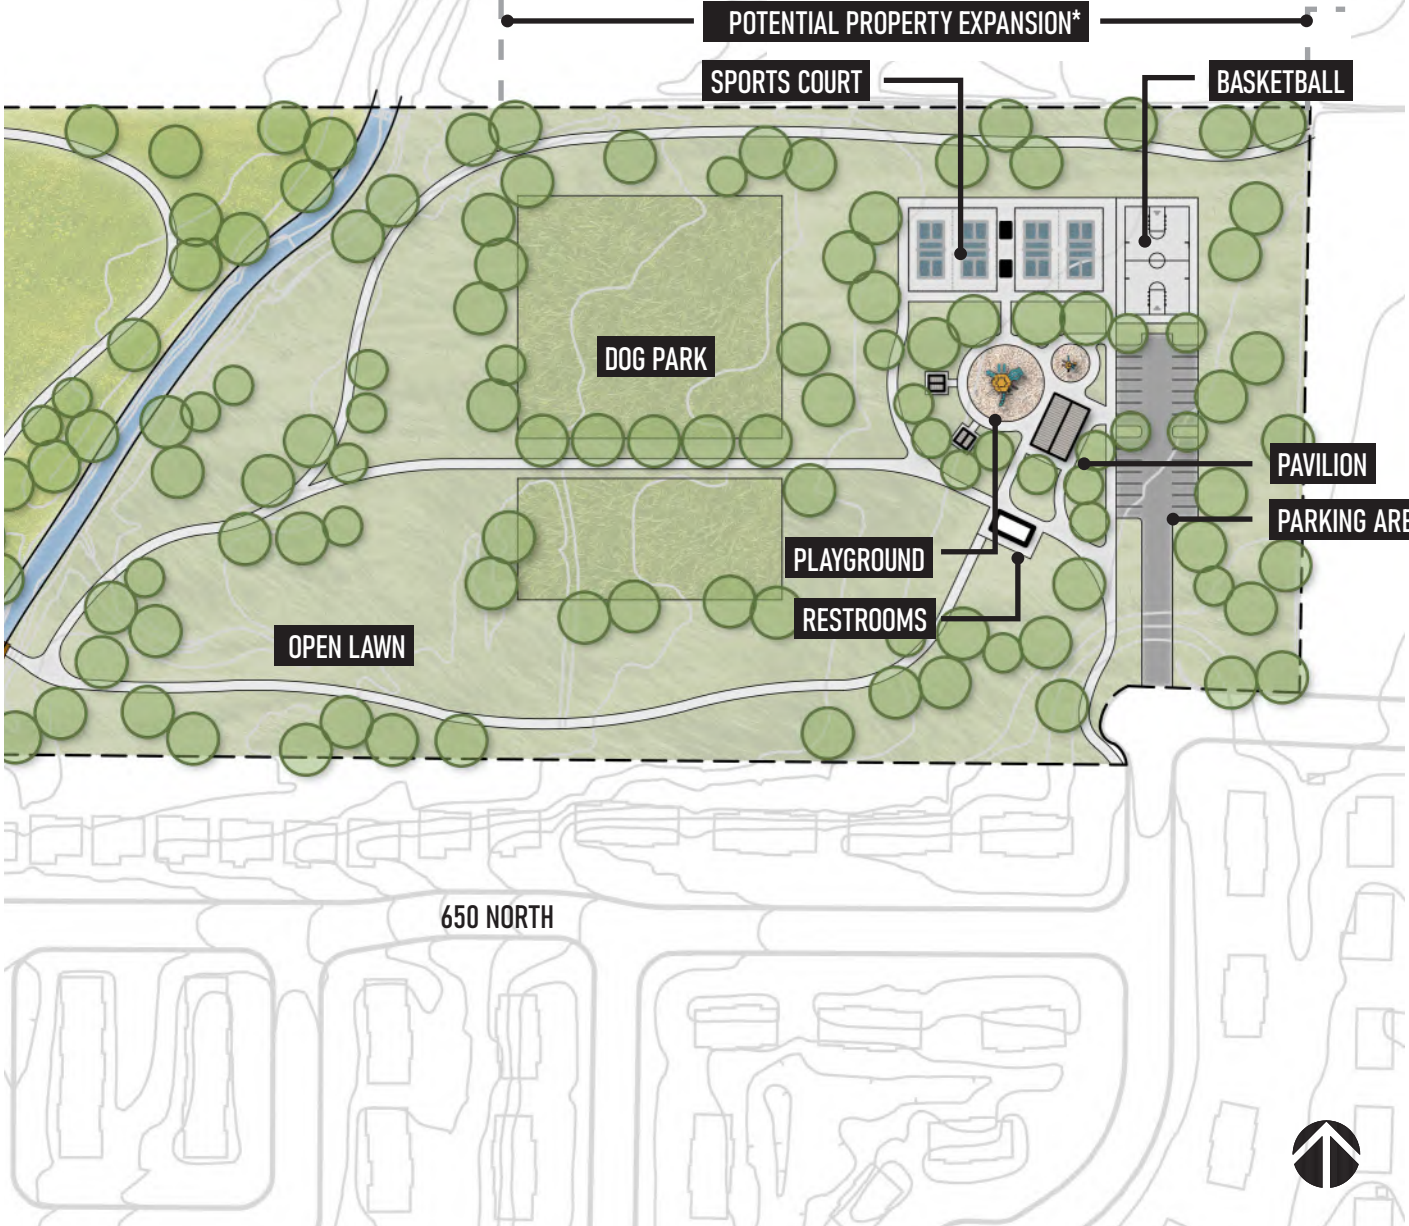 POTENTIAL PROPERTY EXPANSION*
SPORTS COURT
BASKETBALL
DOG PARK
PAVILION
PARKING ARE
PLAYGROUND
RESTROOMS
OPEN LAWN
650 NORTH